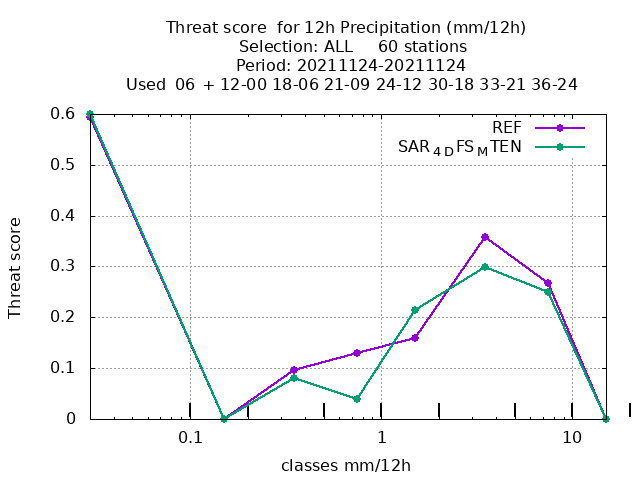 Threat score  for 12h Precipitation (mm/12h)
Selection: ALL     60 stations
Period: 20211124-20211124
Used  06 + 12-00 18-06 21-09 24-12 30-18 33-21 36-24
REF
SAR4DFSMTEN
0.6
0.5
0.4
0.3
0.2
0.1
0
Threat score
0.1 1 10
classes mm/12h